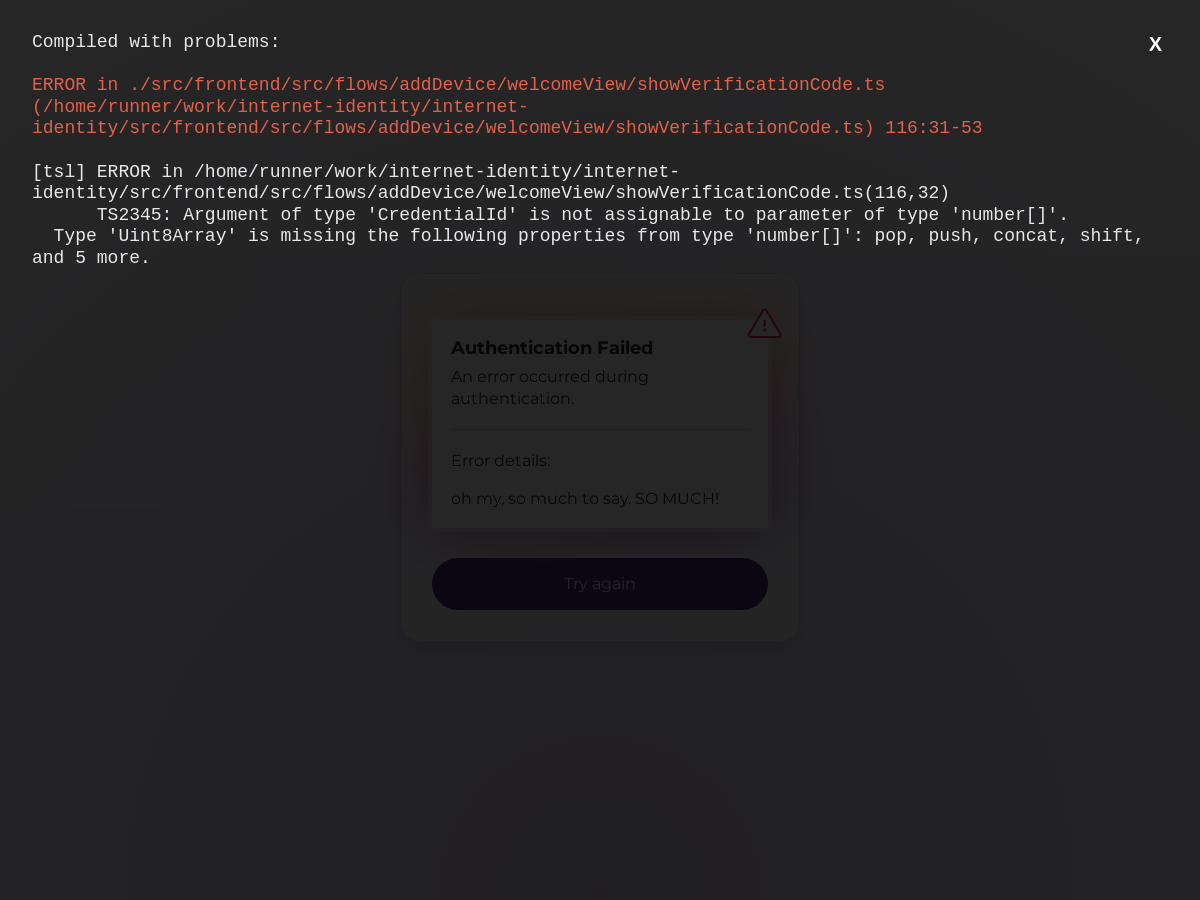 Compiled with problems:
X
ERROR in ./src/frontend/src/flows/addDevice/welcomeView/showVerificationCode.ts
(/home/runner/work/internet-identity/internet-
identity/src/frontend/src/flows/addDevice/welcomeView/showVerificationCode.ts) 116:31-53
[tsl] ERROR in /home/runner/work/internet-identity/internet-
identity/src/frontend/src/flows/addDevice/welcomeView/showVerificationCode.ts(116,32)
TS2345: Argument of type 'CredentialId' is not assignable to parameter of type 'number[]'.
Type 'Uint8Array' is missing the following properties from type 'number[]': pop, push, concat, shift,
and 5 more.
Authentication Failed
An error occurred during
authentication.
Error details:
oh my, so much to say. SO MUCH!
Try again